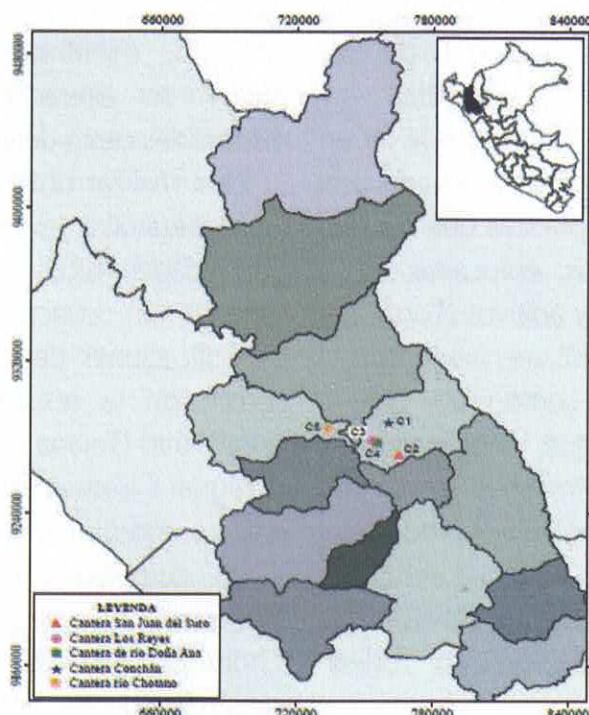 660000 720000 780000 840000
9480000
9400000
9320000
9240000
9160000
C1
C5
C3
C4
C2
LEYENDA
Cantera San Juan del Suro
Cantera Los Reyes
Cantera de río Doña Ana
Cantera Conchán
Cantera río Chotano
660000 720000 780000 840000